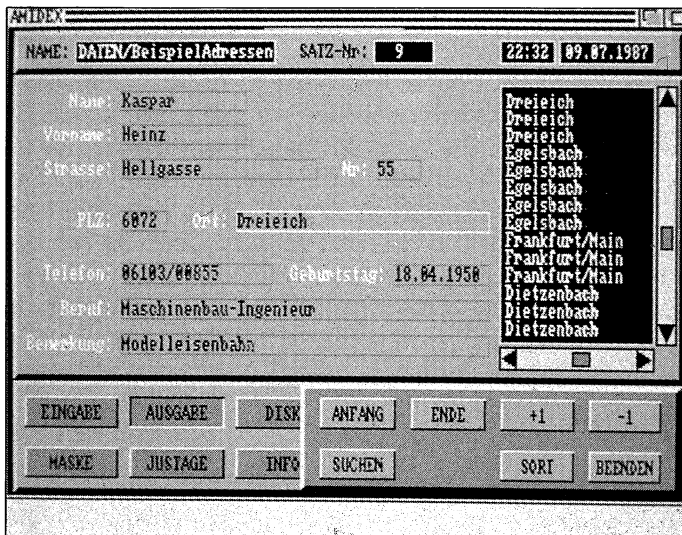 AMIDEX
NAME: DATEN/BeispielAdressen SATZ-Nr: 9 22:32 09.07.1987
Name: Kaspar
Vorname: Heinz
Strasse: Hellgasse Nr: 55
PLZ: 6072 Ort: Dreieich
Telefon: 06103/00855 Geburtstag: 18.04.1950
Beruf: Maschinenbau-Ingenieur
Bemerkung: Modelleisenbahn
Dreieich
Dreieich
Dreieich
Egelsbach
Egelsbach
Egelsbach
Egelsbach
Egelsbach
Frankfurt/Main
Frankfurt/Main
Frankfurt/Main
Dietzenbach
Dietzenbach
Dietzenbach
EINGABE AUSGABE DISK ANFANG ENDE +1 -1
MASKE JUSTAGE INFO SUCHEN SORT BEENDEN